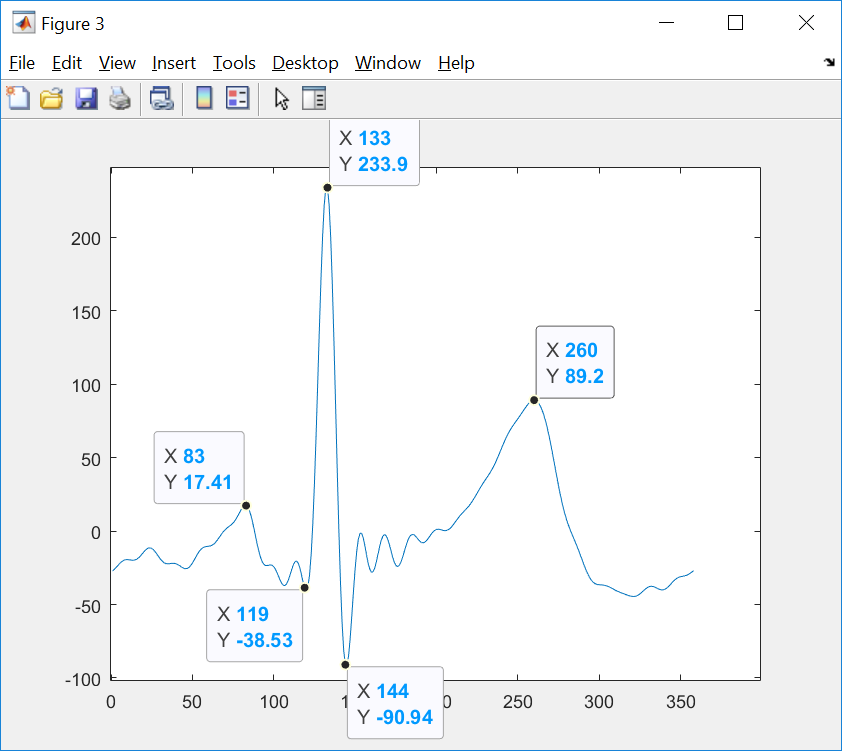 Figure 3
File Edit View Insert Tools Desktop Window Help
X 133
Y 233.9
200
150
X 260
Y 89.2
100
X 83
Y 17.41
50
0
X 119
Y -38.53
-50
X 144
Y -90.94
-100
0 50 100 250 300 350